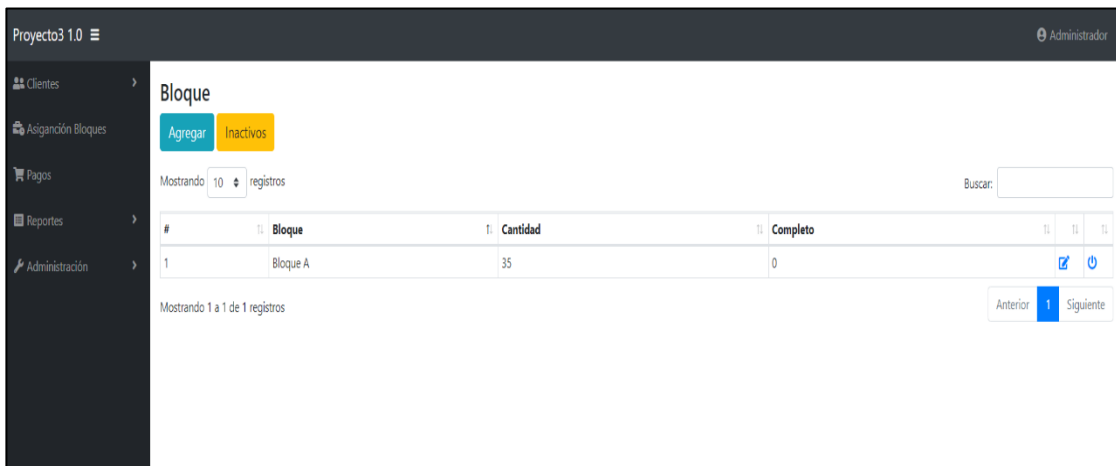 Proyecto3 1.0
Administrador
Clientes
Asiganción Bloques
Pagos
Reportes
Administración
Bloque
Agregar Inactivos
Mostrando 10 registros
Buscar:
# Bloque Cantidad Completo
1 Bloque A 35 0
Mostrando 1 a 1 de 1 registros
Anterior 1 Siguiente